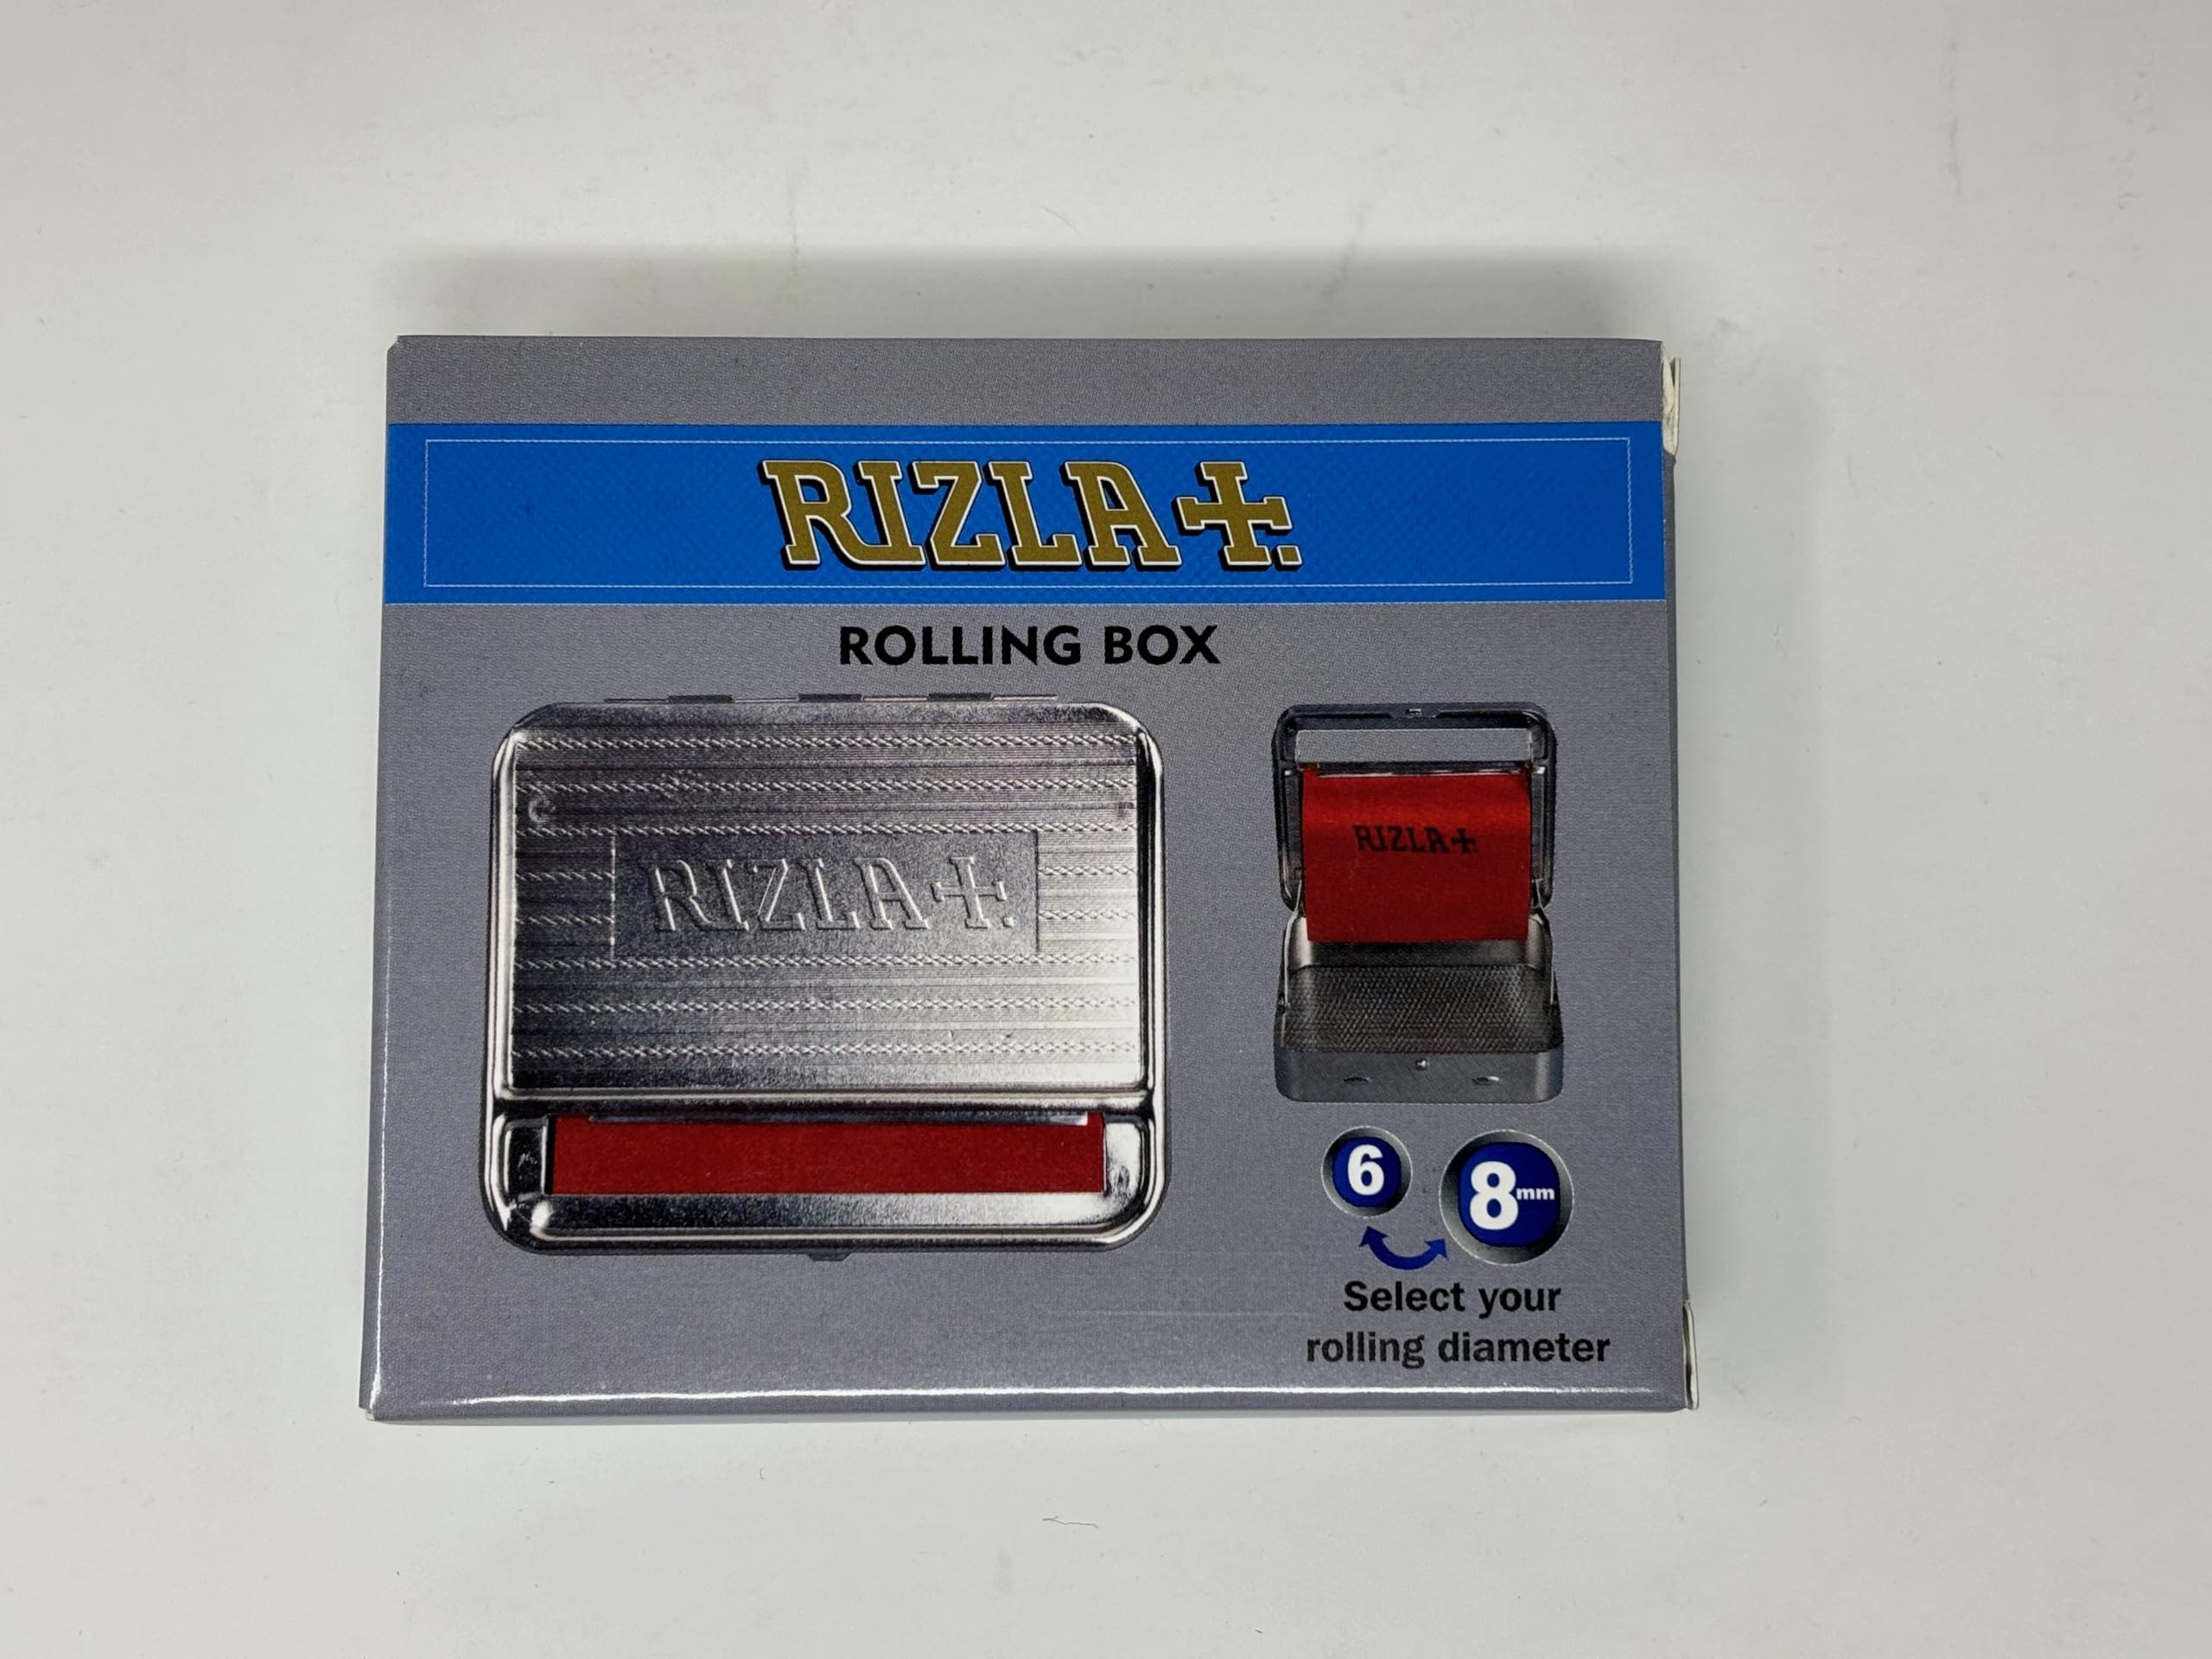 RIZLA+.
ROLLING BOX
RIZLA+.
RIZLA+.
6 8mm
Select your
rolling diameter